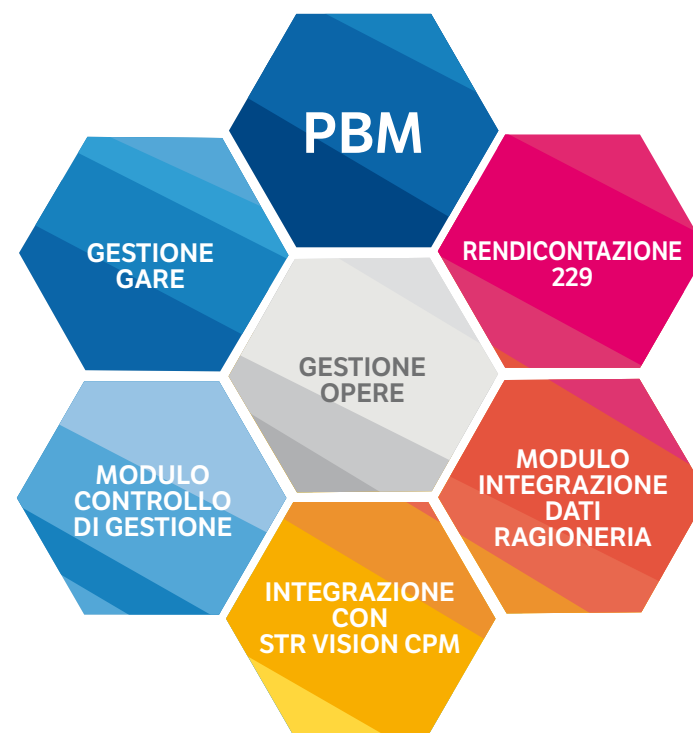 PBM
GESTIONE
GARE
RENDICONTAZIONE
229
GESTIONE
OPERE
MODULO
CONTROLLO
DI GESTIONE
MODULO
INTEGRAZIONE
DATI
RAGIONERIA
INTEGRAZIONE
CON
STR VISION CPM